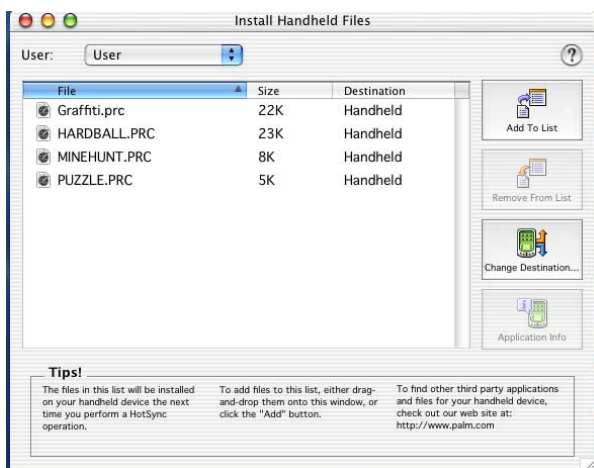 Install Handheld Files
User: User
?
File Size Destination
Graffiti.prc 22K Handheld
HARDBALL.PRC 23K Handheld
MINEHUNT.PRC 8K Handheld
PUZZLE.PRC 5K Handheld
Add To List
Remove From List
Change Destination...
Application Info
Tips!
The files in this list will be installed
on your handheld device the next
time you perform a HotSync
operation.
To add files to this list, either drag-
and-drop them onto this window, or
click the "Add" button.
To find other third party applications
and files for your handheld device,
check out our web site at:
http://www.palm.com